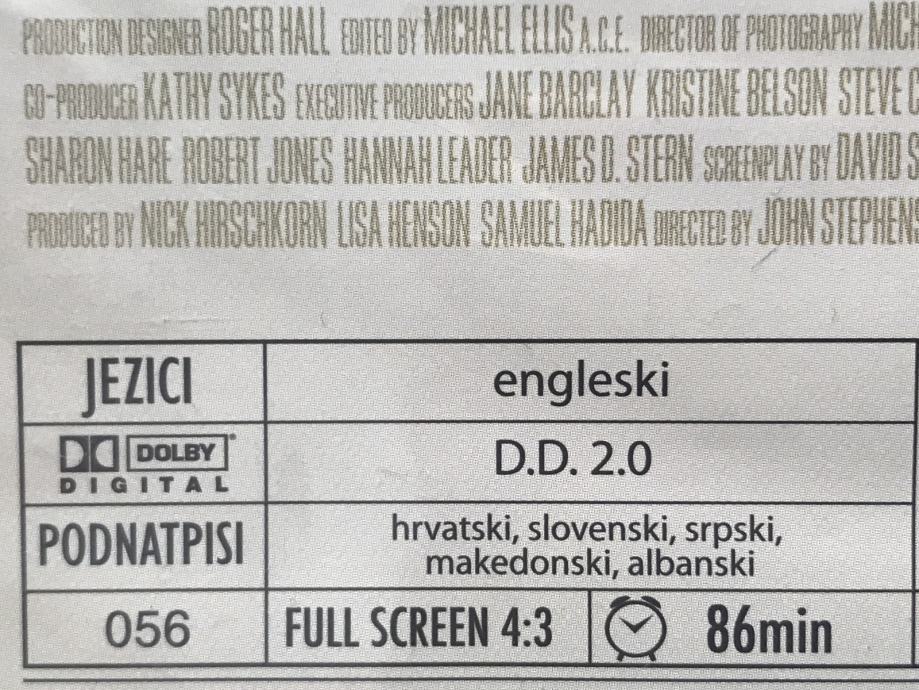 PRODUCTION DESIGNER ROGER HALL EDITED BY MICHAEL ELLIS A.C.E. DIRECTOR OF PHOTOGRAPHY
CO-PRODUCER KATHY SYKES EXECUTIVE PRODUCERS JANE BARCLAY KRISTINE BELSON STEVE
SHARON HARE ROBERT JONES HANNAH LEADER JAMES D. STERN SCREENPLAY BY DAVID
PRODUCED BY NICK HIRSCHKORN LISA HENSON SAMUEL HADIDA DIRECTED BY JOHN
JEZICI engleski
DOLBY DIGITAL D.D. 2.0
PODNATPISI hrvatski, slovenski, srpski,
makedonski, albanski
056 FULL SCREEN 4:3 86min